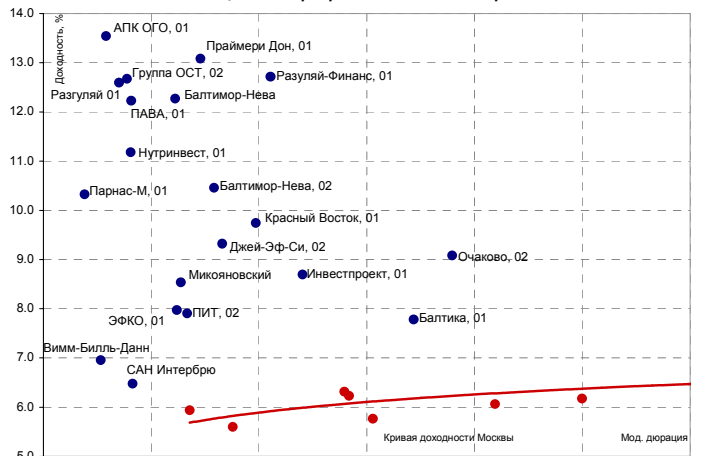 14.0
АПК ОГО, 01
Доходность, %
Праймери Дон, 01
13.0
Группа ОСТ, 02
Разуляй-Финанс, 01
Разгуляй 01
Балтимор-Нева
12.0
ПАВА, 01
11.0
Нутринвест, 01
Парнас-М, 01
Балтимор-Нева, 02
10.0
Красный Восток, 01
Джей-Эф-Си, 02
9.0
Очаково, 02
Микояновский
Инвестпроект, 01
8.0
ЭФКО, 01
ПИТ, 02
Балтика, 01
Вимм-Билль-Данн
7.0
САН Интербрю
6.0
Кривая доходности Москвы
Мод. дюрация
5.0